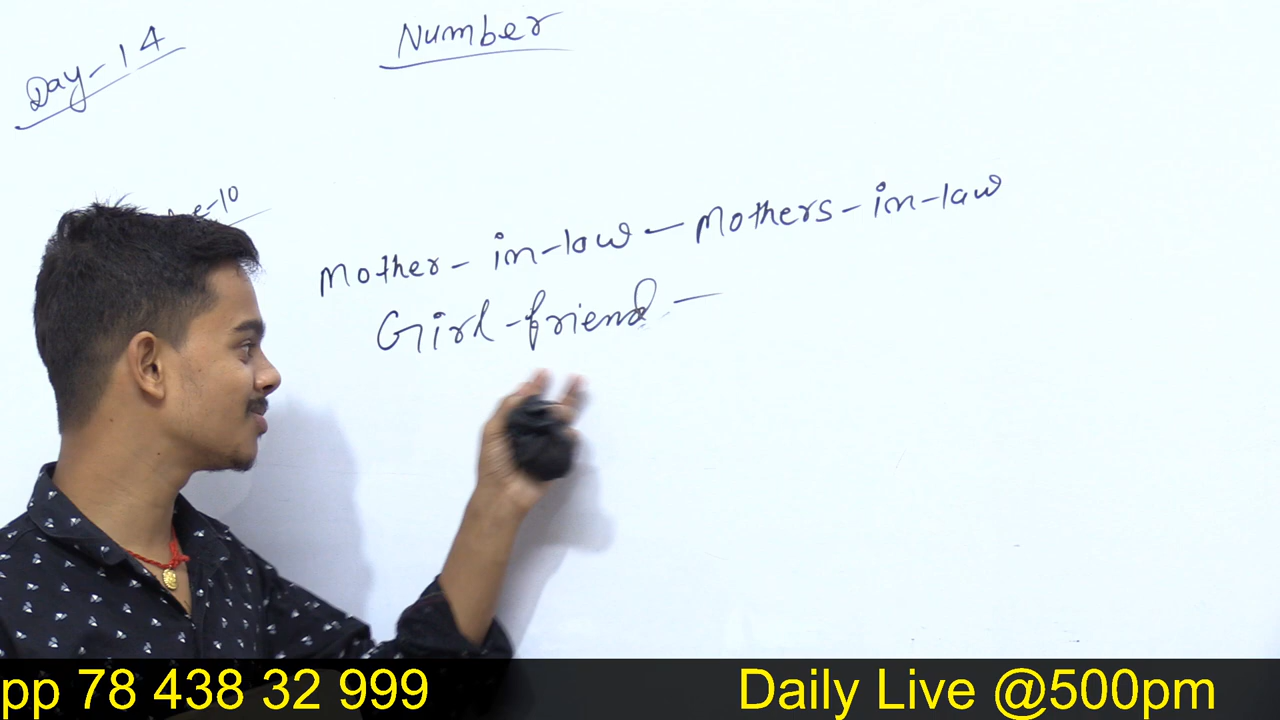 Day-14
Number
-10
Mother-in-law — Mothers-in-law
Girl-friend —
pp 78 438 32 999
Daily Live @500pm